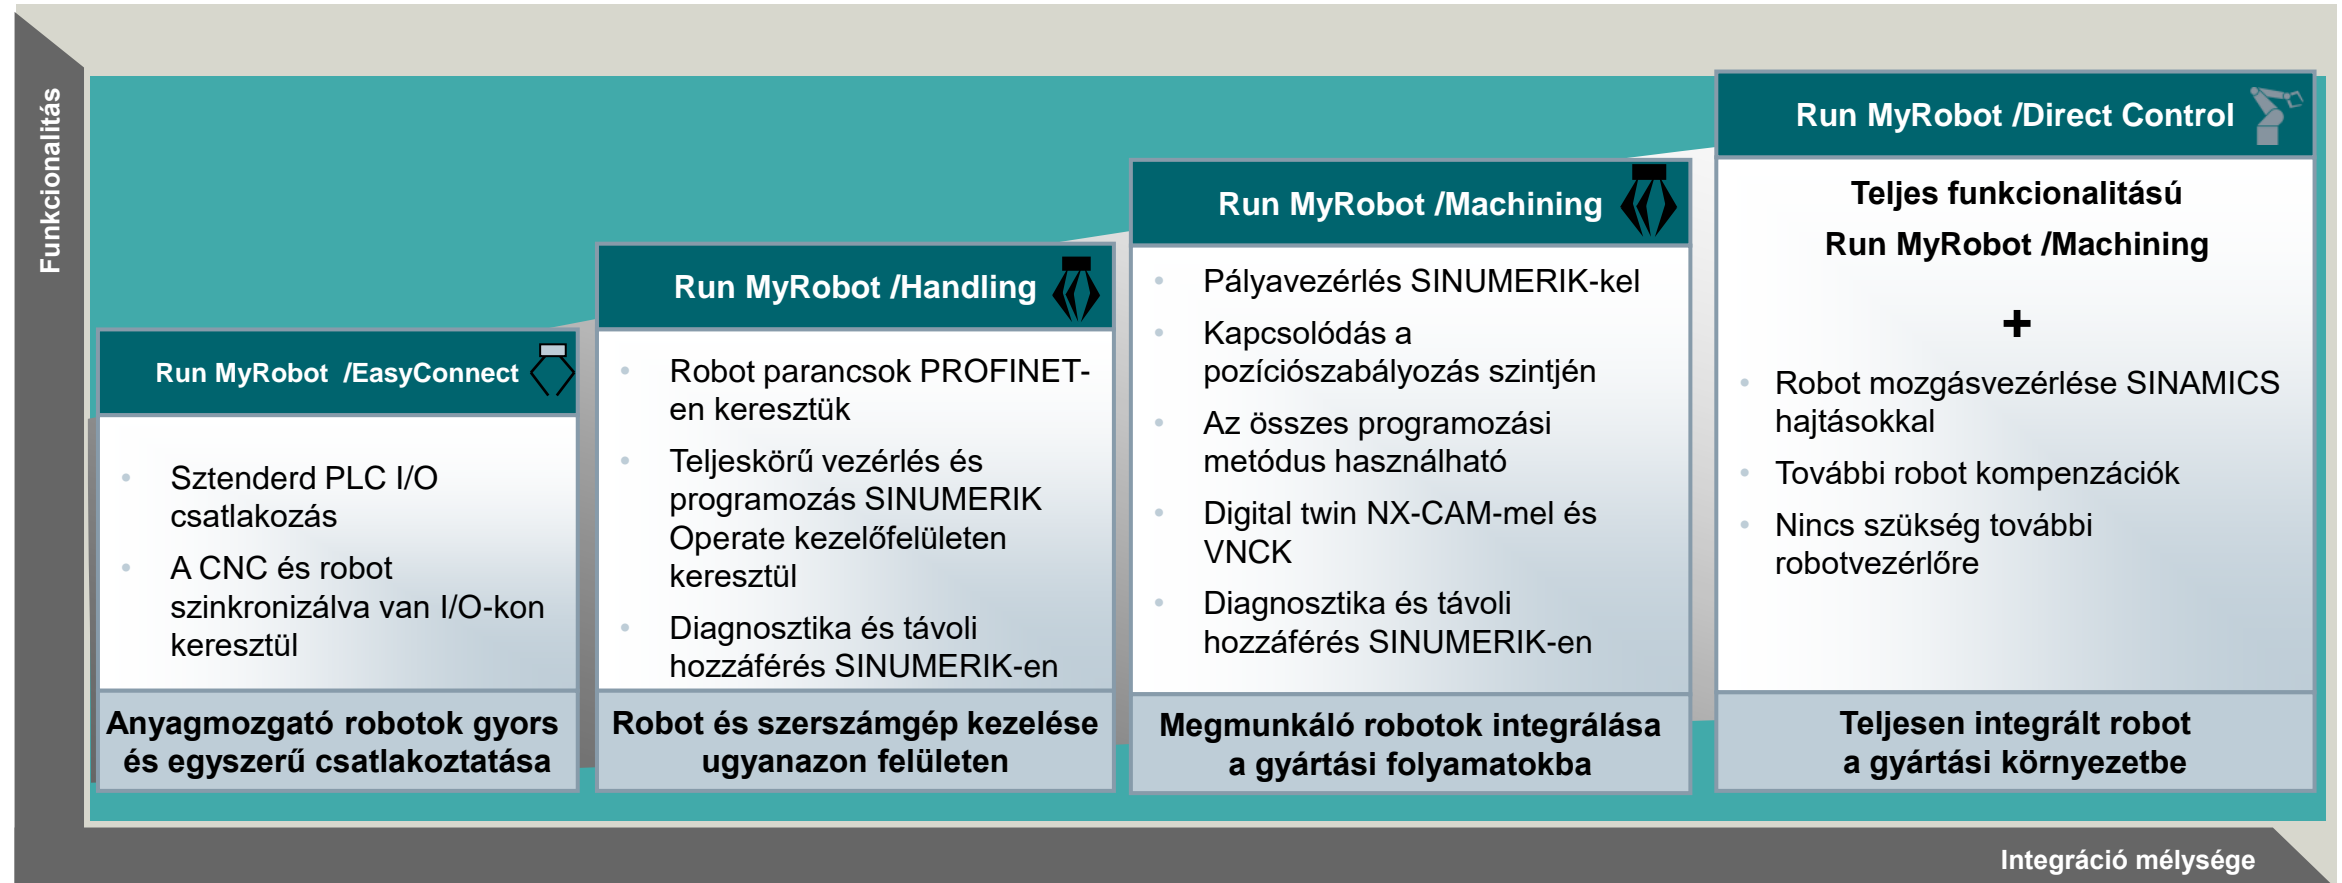 Funkcionalitás
Run MyRobot /EasyConnect
• Sztenderd PLC I/O
csatlakozás
• A CNC és robot
szinkronizálva van I/O-kon
keresztül
Anyagmozgató robotok gyors
és egyszerű csatlakoztatása
Run MyRobot /Handling
• Robot parancsok PROFINET-
en keresztük
• Teljeskörű vezérlés és
programozás SINUMERIK
Operate kezelőfelületen
keresztül
• Diagnosztika és távoli
hozzáférés SINUMERIK-en
Robot és szerszámgép kezelése
ugyanazon felületen
Run MyRobot /Machining
• Pályavezérlés SINUMERIK-kel
• Kapcsolódás a
pozíciószabályozás szintjén
• Az összes programozási
metódus használható
• Digital twin NX-CAM-mel és
VNCK
• Diagnosztika és távoli
hozzáférés SINUMERIK-en
Megmunkáló robotok integrálása
a gyártási folyamatokba
Run MyRobot /Direct Control
Teljes funkcionalitású
Run MyRobot /Machining
+
• Robot mozgásvezérlése SINAMICS
hajtásokkal
• További robot kompenzációk
• Nincs szükség további
robotvezérlőre
Teljesen integrált robot
a gyártási környezetbe
Integráció mélysége